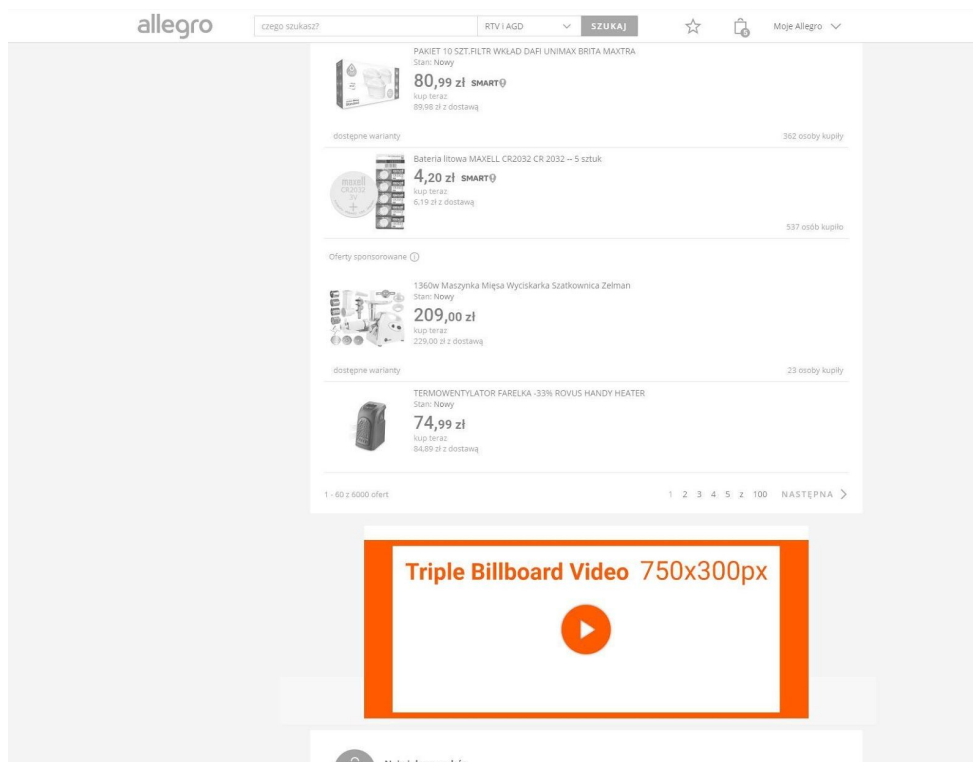 allegro
czego szukasz?
RTV i AGD
SZUKAJ
5
Moje Allegro
PAKIET 10 SZT.FILTR WKŁAD DAFI UNIMAX BRITA MAXTRA
Stan: Nowy
80,99 zł SMART
kup teraz
89,98 zł z dostawą
dostępne warianty
362 osoby kupiły
Bateria litowa MAXELL CR2032 CR 2032 -- 5 sztuk
maxell
CR2032
3V
4,20 zł SMART
kup teraz
6,19 zł z dostawą
537 osób kupiło
Oferty sponsorowane
1360w Maszynka Mięsa Wyciskarka Szatkownica Zelman
Stan: Nowy
209,00 zł
kup teraz
229,00 zł z dostawą
dostępne warianty
23 osoby kupiły
TERMOWENTYLATOR FARELKA -33% ROVUS HANDY HEATER
Stan: Nowy
74,99 zł
kup teraz
84,89 zł z dostawą
1 - 60 z 6000 ofert
1 2 3 4 5 z 100 NASTĘPNA
Triple Billboard Video 750x300px